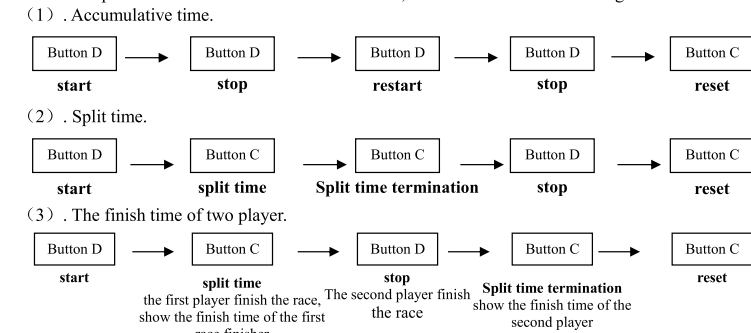 （1）. Accumulative time.
Button D Button D Button D Button D Button C
start stop restart stop reset
（2）. Split time.
Button D Button C Button C Button D Button C
start split time Split time termination stop reset
（3）. The finish time of two player.
Button D Button C Button D Button C Button C
start split time stop Split time termination reset
the first player finish the race, The second player finish show the finish time of the
show the finish time of the first the race second player